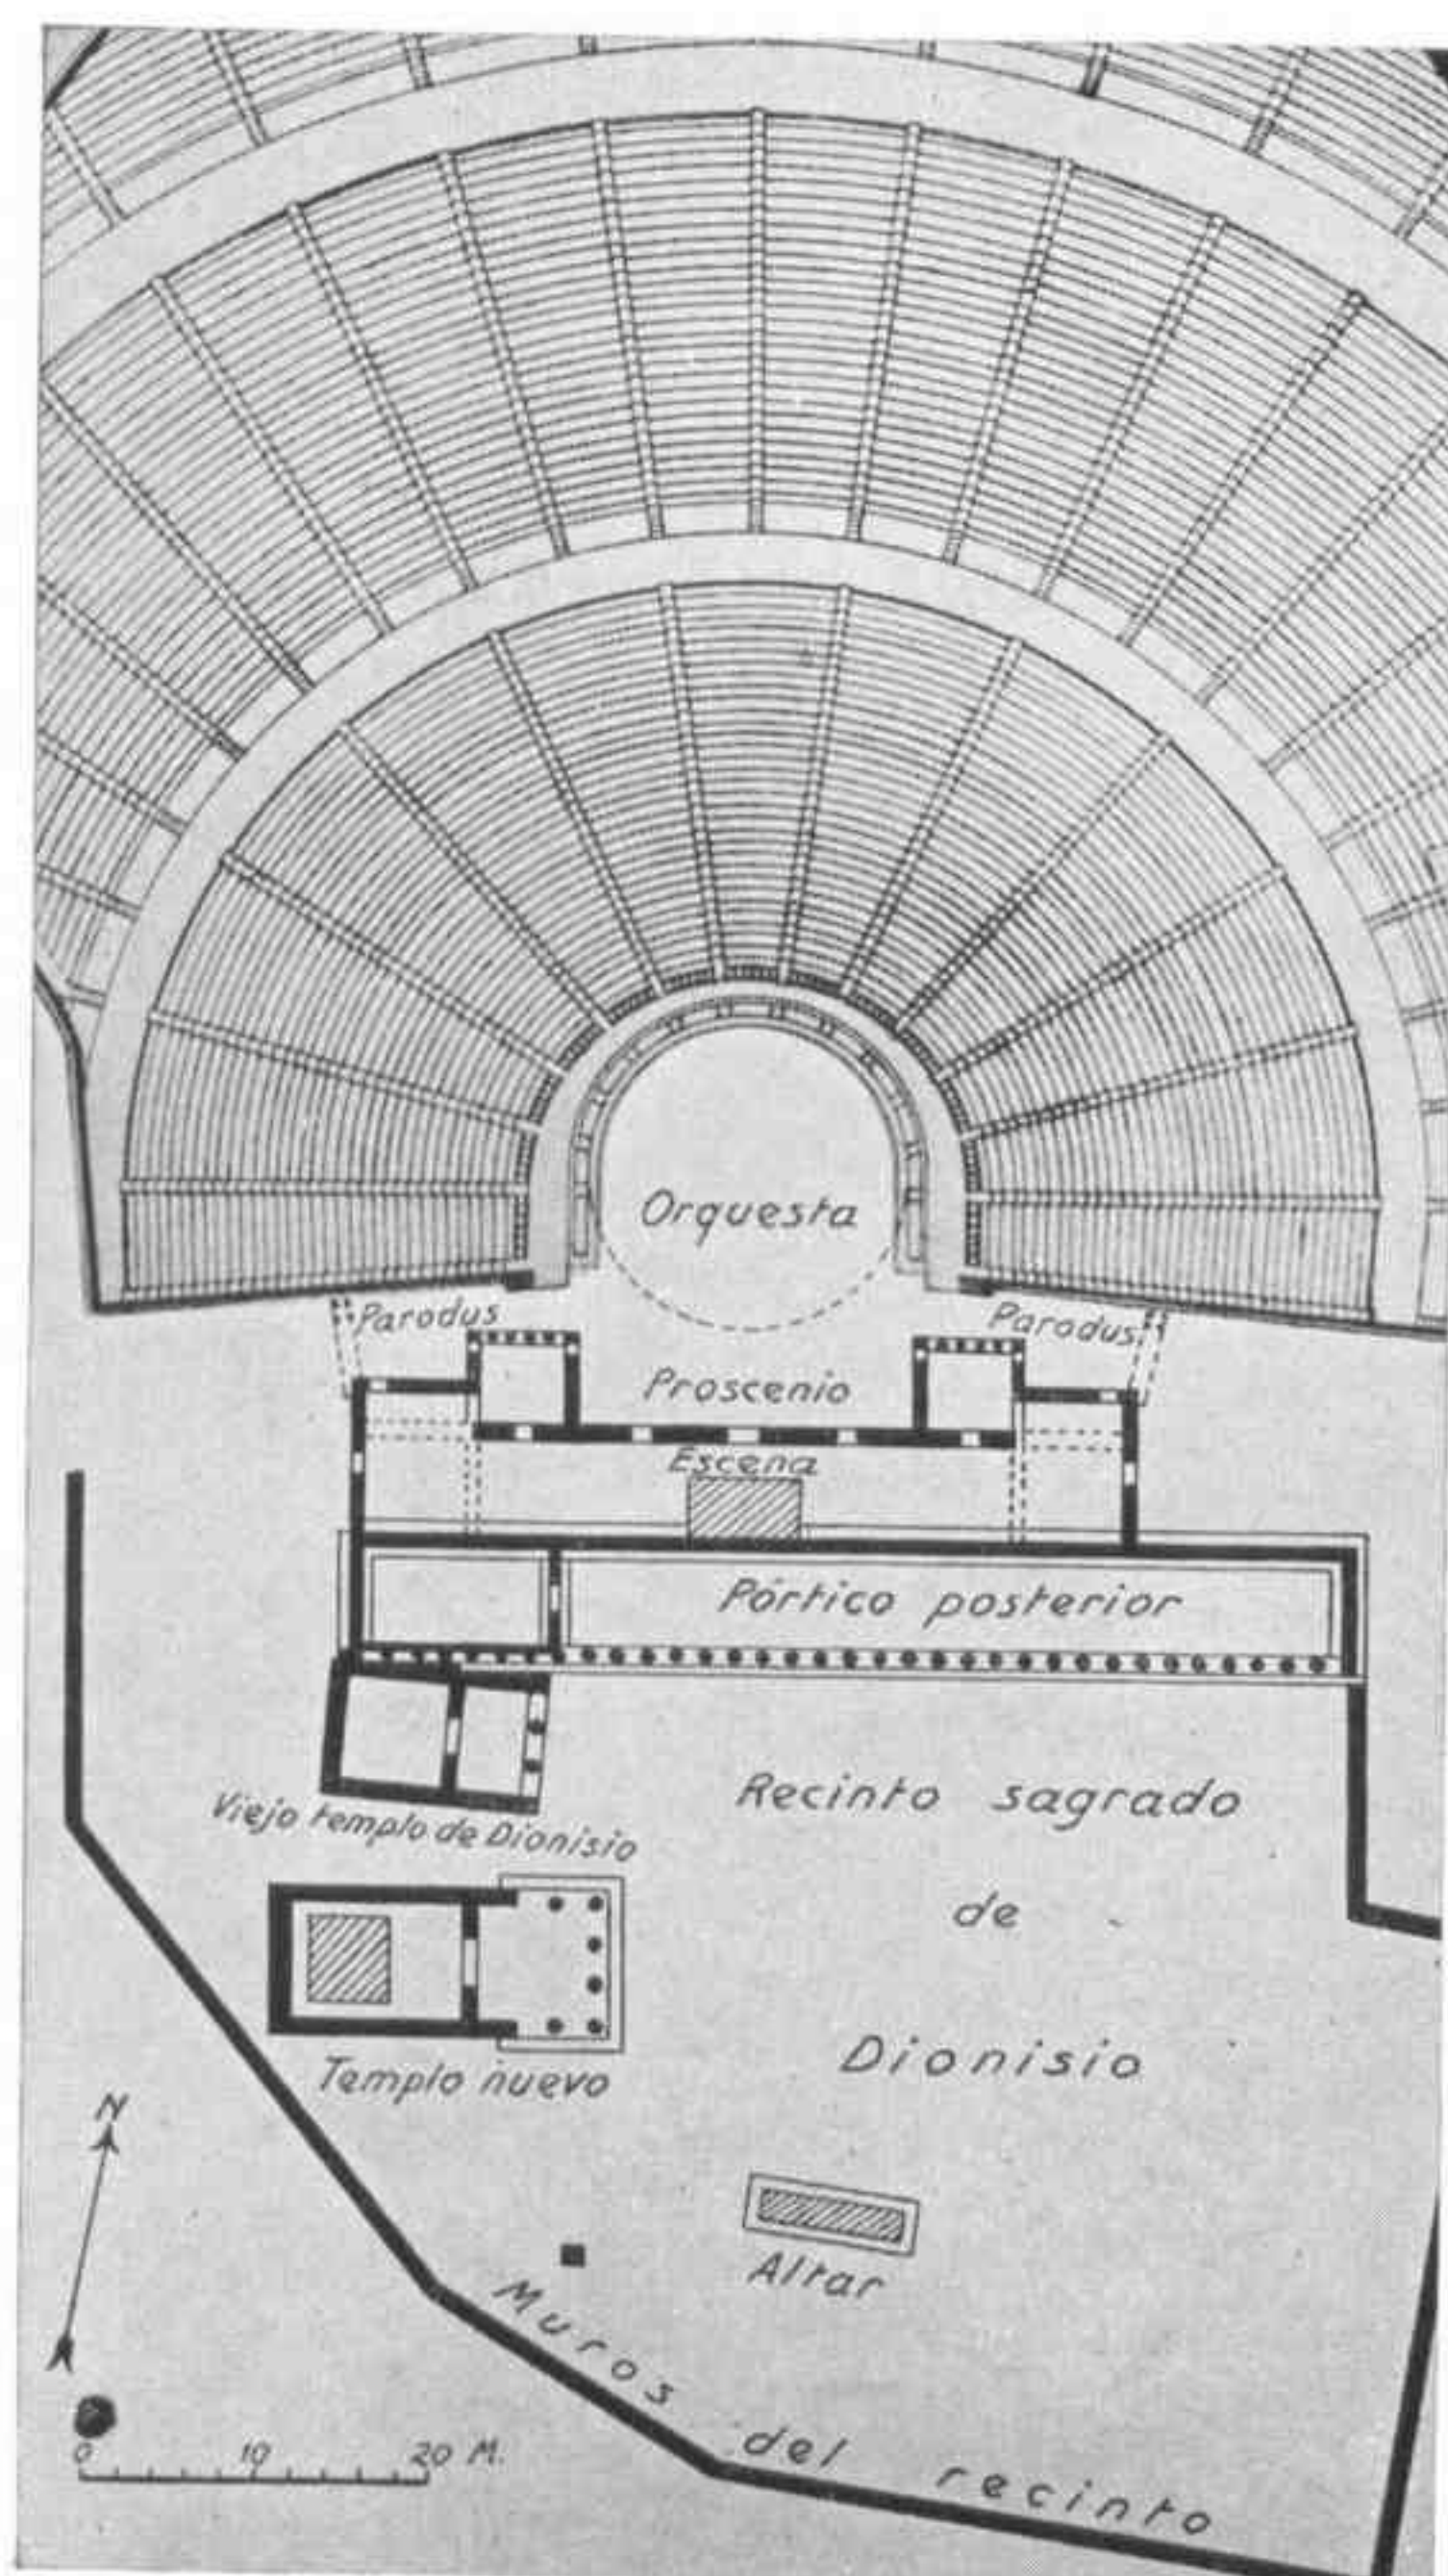 Orquesta
Parodus
Parodus
Proscenio
Escena
Pórtico posterior
Viejo templo de Dionisio
Recinto sagrado
de
Dionisio
Templo nuevo
N
Altar
Muros del recinto
0 10 20 M.